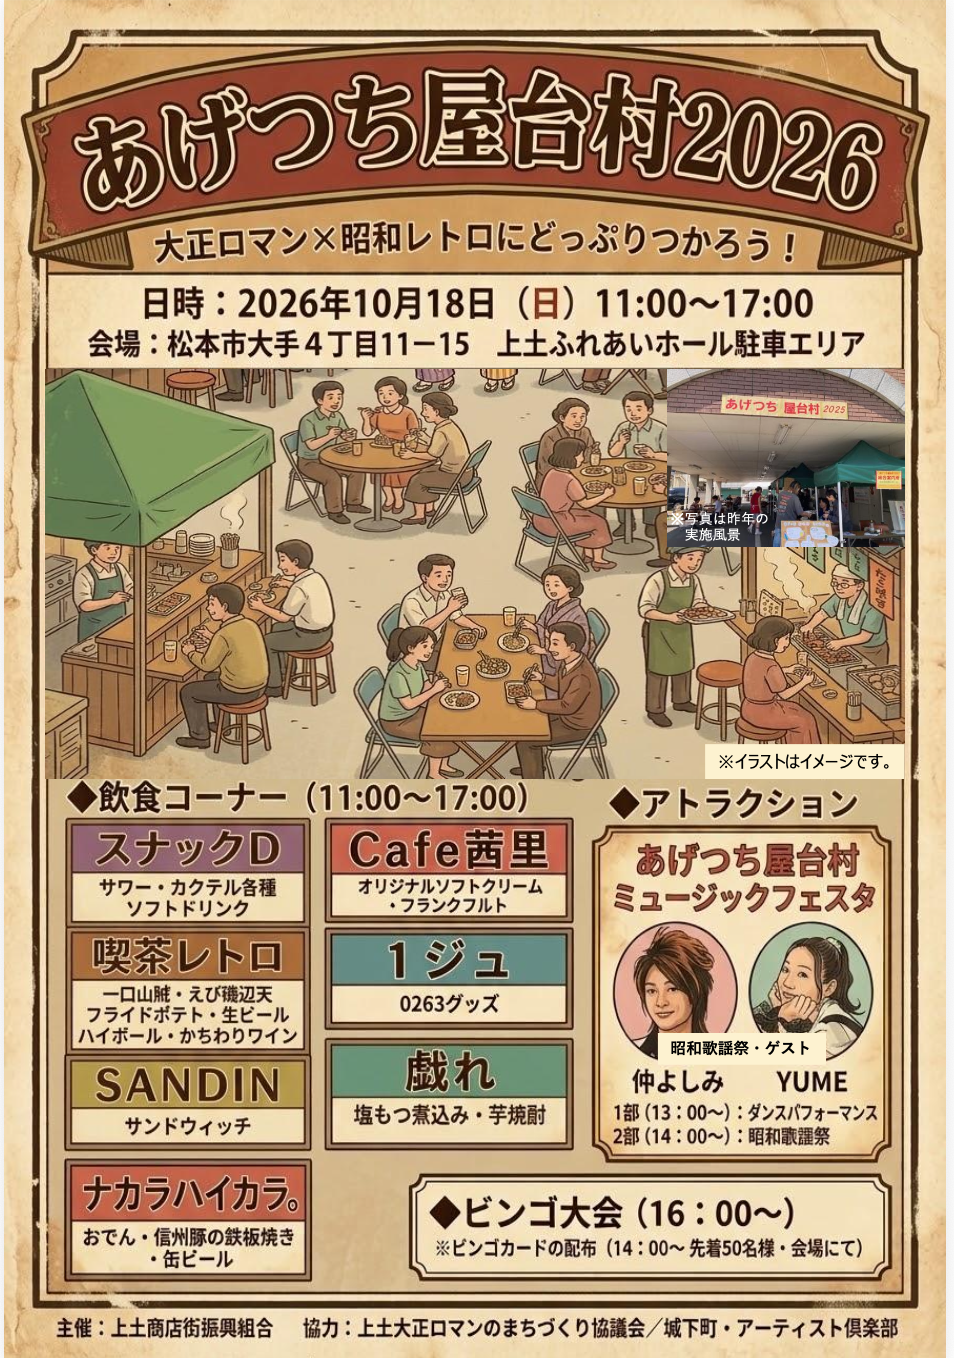 あげつち屋台村2026
大正ロマン×昭和レトロにどっぷりつかろう！
日時：2026年10月18日（日）11:00～17:00
会場：松本市大手４丁目11－15　上土ふれあいホール駐車エリア
あげつち 屋台村 2025
※写真は昨年の
実施風景
※イラストはイメージです。
◆飲食コーナー（11:00～17:00）
スナックD
サワー・カクテル各種
ソフトドリンク
Cafe茜里
オリジナルソフトクリーム
・フランクフルト
喫茶レトロ
一口山賊・えび磯辺天
フライドポテト・生ビール
ハイボール・かちわりワイン
１ジュ
0263グッズ
SANDIN
サンドウィッチ
戯れ
塩もつ煮込み・芋焼酎
ナカラハイカラ。
おでん・信州豚の鉄板焼き
・缶ビール
◆アトラクション
あげつち屋台村
ミュージックフェスタ
昭和歌謡祭・ゲスト
仲よしみ　YUME
1部（13：00～）：ダンスパフォーマンス
2部（14：00～）：昭和歌謡祭
◆ビンゴ大会（16：00～）
※ビンゴカードの配布（14：00～ 先着50名様・会場にて）
主催：上土商店街振興組合　協力：上土大正ロマンのまちづくり協議会／城下町・アーティスト倶楽部